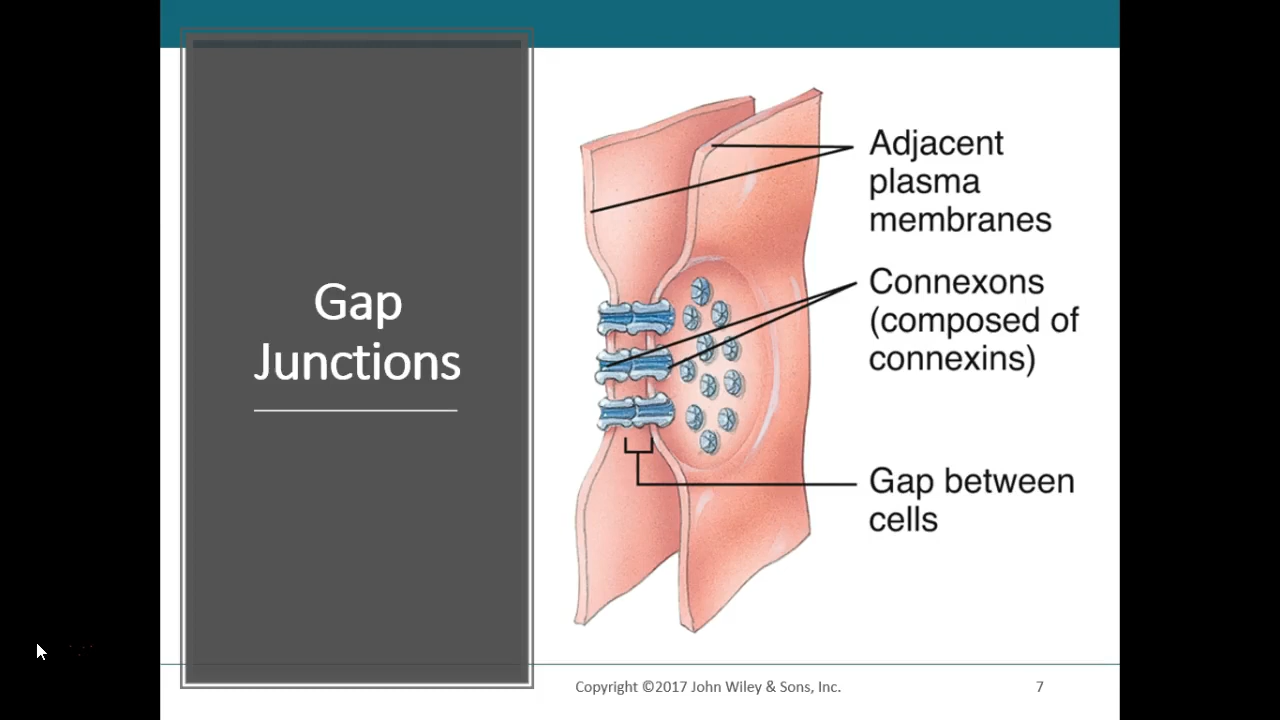 Gap
Junctions
Adjacent
plasma
membranes
Connexons
(composed of
connexins)
Gap between
cells
Copyright ©2017 John Wiley & Sons, Inc.
7